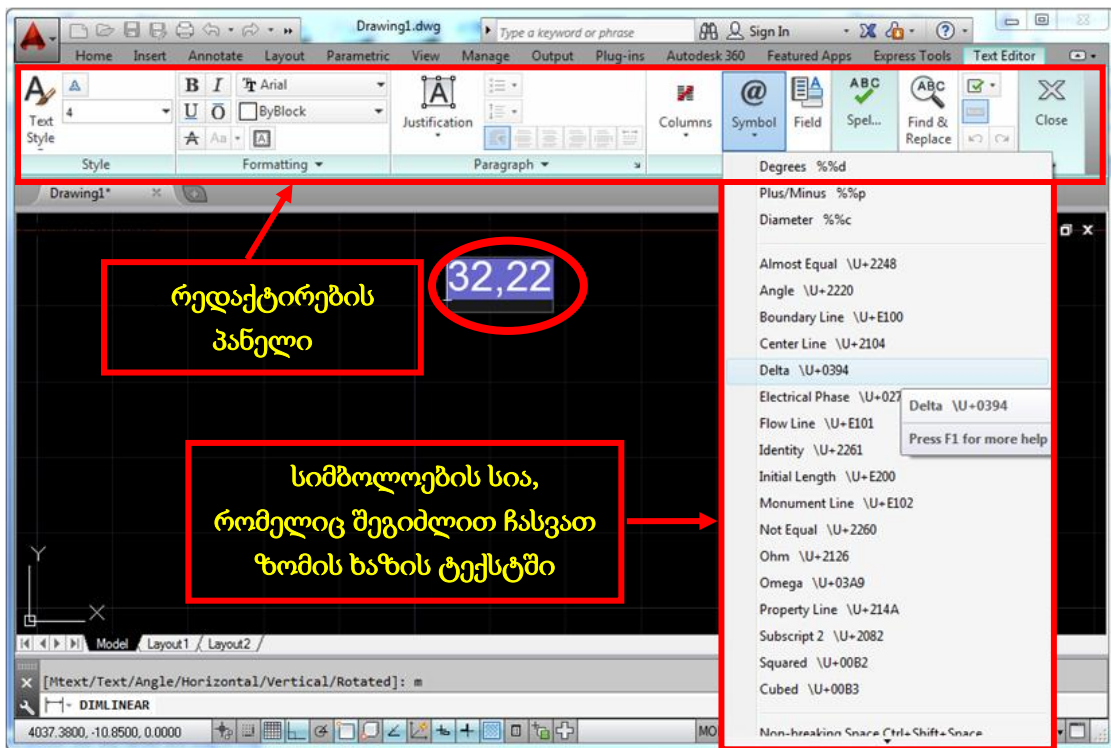 Drawing1.dwg
Type a keyword or phrase
Sign In
Home Insert Annotate Layout Parametric View Manage Output Plug-ins Autodesk 360 Featured Apps Express Tools Text Editor
A Text Style
4
Style
B I Arial
U O ByBlock
A Aa A
Formatting
A Justification
Paragraph
Columns
@ Symbol
Field
ABC Spel...
ABC Find & Replace
Close
Drawing1*
Degrees %%d
Plus/Minus %%p
Diameter %%c
Almost Equal \U+2248
Angle \U+2220
Boundary Line \U+E100
Center Line \U+2104
Delta \U+0394
Electrical Phase \U+027
Flow Line \U+E101
Identity \U+2261
Initial Length \U+E200
Monument Line \U+E102
Not Equal \U+2260
Ohm \U+2126
Omega \U+03A9
Property Line \U+214A
Subscript 2 \U+2082
Squared \U+00B2
Cubed \U+00B3
Non-breaking Space Ctrl+Shift+Space
Delta \U+0394
Press F1 for more help
32,22
რედაქტირების
პანელი
სიმბოლოების სია,
რომელიც შეგიძლით ჩასვათ
ზომის ხაზის ტექსტში
Y
X
Model Layout1 Layout2
[Mtext/Text/Angle/Horizontal/Vertical/Rotated]: m
DIMLINEAR
4037.3800, -10.8500, 0.0000
MO